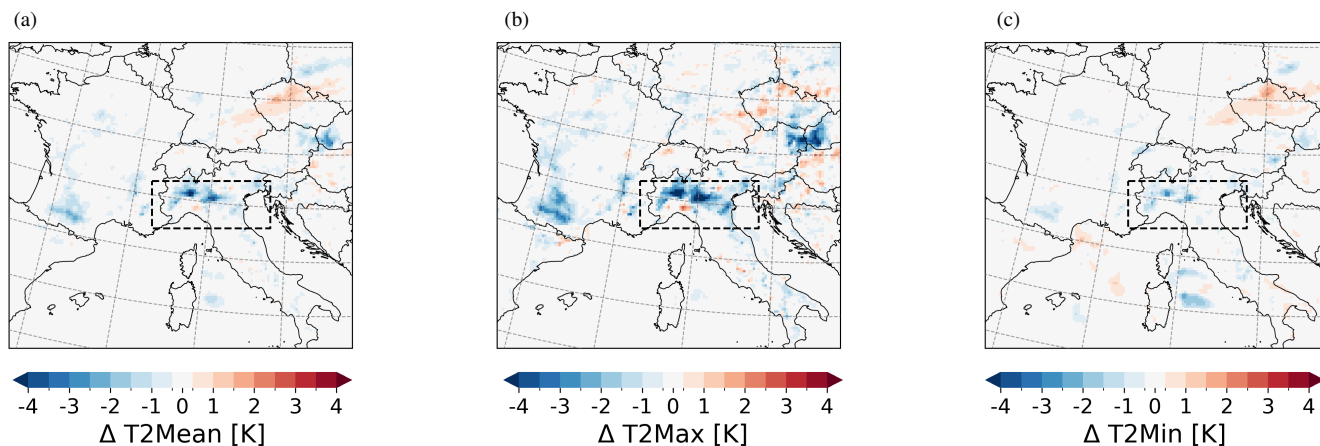 (a) (b) (c)
-4 -3 -2 -1 0 1 2 3 4 -4 -3 -2 -1 0 1 2 3 4 -4 -3 -2 -1 0 1 2 3 4
Δ T2Mean [K] Δ T2Max [K] Δ T2Min [K]